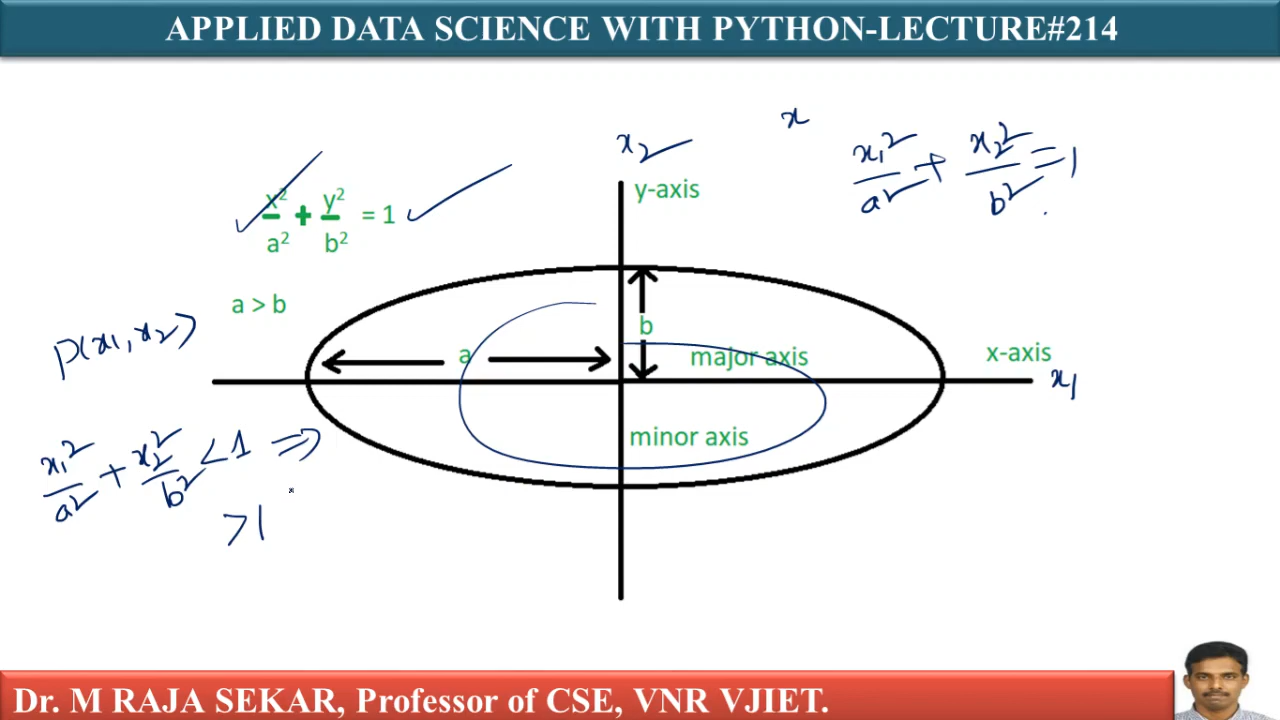 APPLIED DATA SCIENCE WITH PYTHON-LECTURE#214
x₂
x
x₁²/a² + x₂²/b² = 1
y-axis
x²/a² + y²/b² = 1
a > b
P(x₁, x₂)
b
a
major axis
x-axis
x₁
minor axis
x₁²/a² + x₂²/b² < 1 ⇒
> 1
Dr. M RAJA SEKAR, Professor of CSE, VNR VJIET.